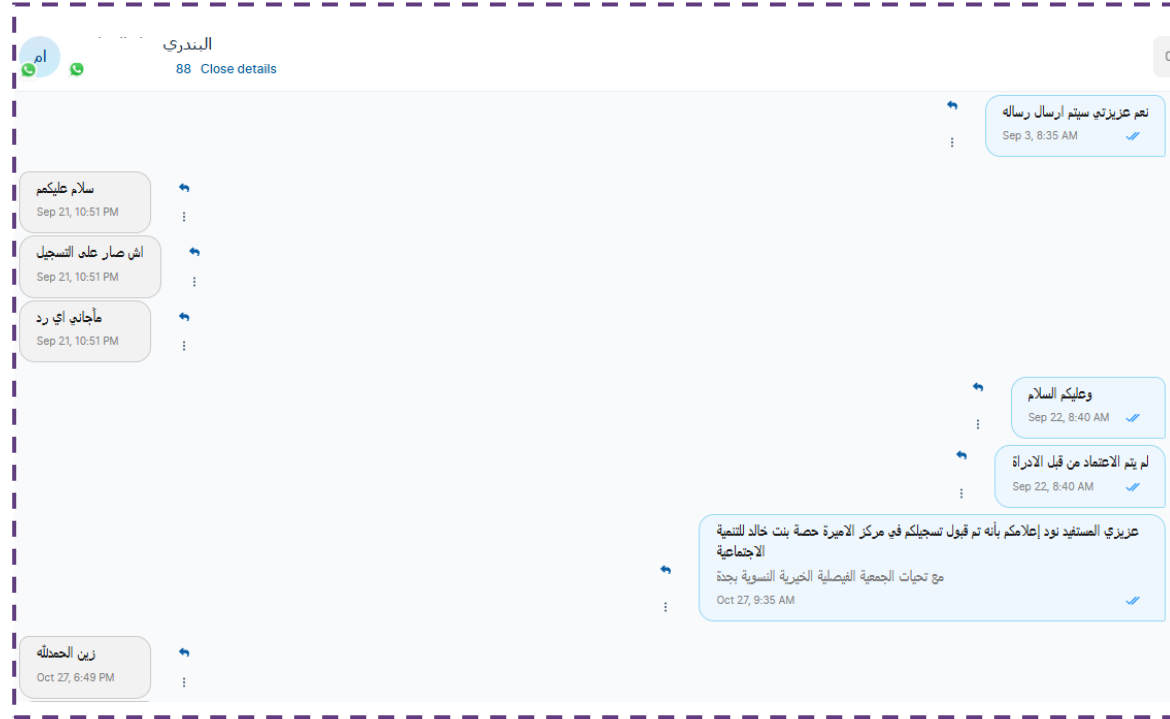 البندري
ام
88 Close details
نعم عزيزتي سيتم ارسال رساله
Sep 3, 8:35 AM
سلام عليكمم
Sep 21, 10:51 PM
اش صار على التسجيل
Sep 21, 10:51 PM
مأجاني اي رد
Sep 21, 10:51 PM
وعليكم السلام
Sep 22, 8:40 AM
لم يتم الاعتماد من قبل الادراة
Sep 22, 8:40 AM
عزيزي المستفيد نود إعلامكم بأنه تم قبول تسجيلكم في مركز الاميرة حصة بنت خالد للتنمية
الاجتماعية
مع تحيات الجمعية الفيصلية الخيرية النسوية بجدة
Oct 27, 9:35 AM
زين الحمدلله
Oct 27, 6:49 PM